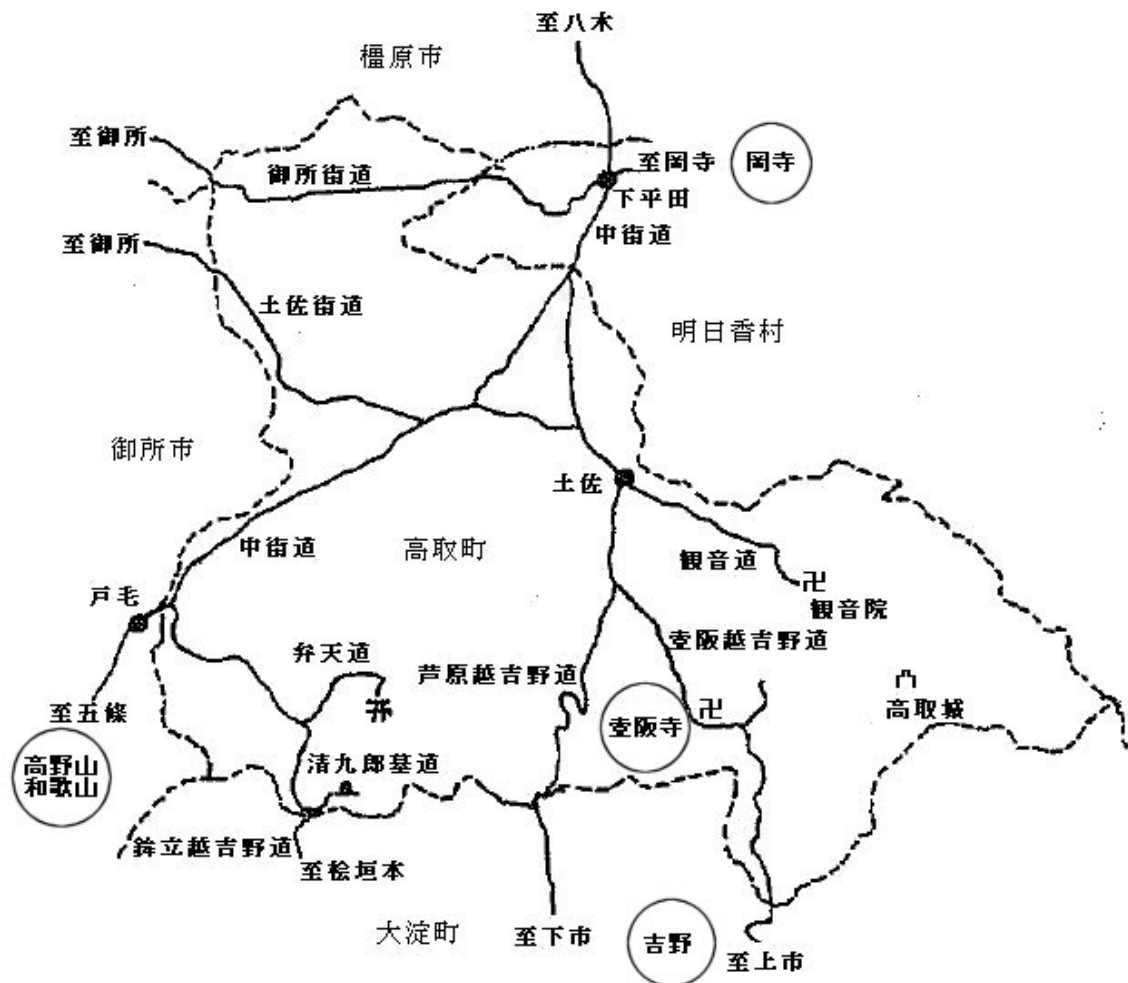 至八木
橿原市
至御所
御所街道
至岡寺
岡寺
下平田
中街道
至御所
土佐街道
明日香村
御所市
土佐
中街道
高取町
観音道
卍
観音院
戸毛
弁天道
芦原越吉野道
壺阪越吉野道
至五條
高野山
和歌山
壺阪寺
卍
高取城
清九郎墓道
鉾立越吉野道
至桧垣本
大淀町
至下市
吉野
至上市